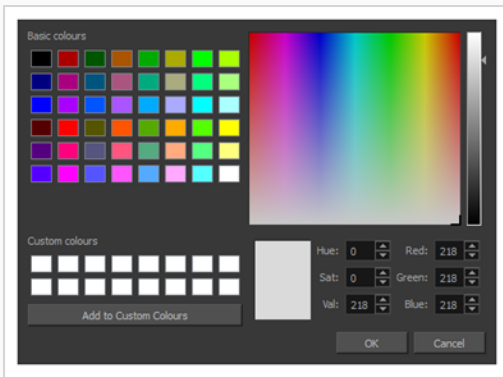 Basic colours
Custom colours
Add to Custom Colours
Hue: 0 Red: 218
Sat: 0 Green: 218
Val: 218 Blue: 218
OK Cancel